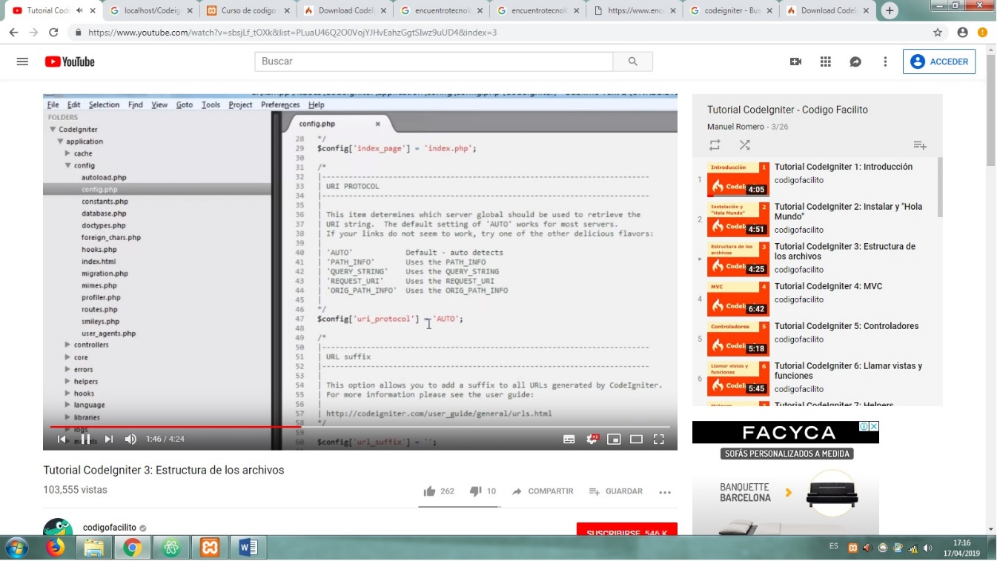 Tutorial Cod
localhost/Codeig
Curso de codigo
Download Codel
encuentrotecnol
encuentrotecnol
https://www.enc
codeigniter - Bus
Download Codel
https://www.youtube.com/watch?v=sbsjLf_tOXk&list=PLuaU46Q2O0VojYJHvEahzGgtSIwz9uUD4&index=3
YouTube
Buscar
ACCEDER
File Edit Selection Find View Goto Tools Project Preferences Help
FOLDERS
CodeIgniter
application
cache
config
autoload.php
config.php
constants.php
database.php
doctypes.php
foreign_chars.php
hooks.php
index.html
migration.php
mimes.php
profiler.php
routes.php
smileys.php
user_agents.php
controllers
core
errors
helpers
hooks
language
libraries
logs
models
config.php ×
28 */
29 $config['index_page'] = 'index.php';
30
31 /*
32 |--------------------------------------------------------------------------
33 | URI PROTOCOL
34 |--------------------------------------------------------------------------
35 |
36 | This item determines which server global should be used to retrieve the
37 | URI string. The default setting of 'AUTO' works for most servers.
38 | If your links do not seem to work, try one of the other delicious flavors:
39 |
40 | 'AUTO' Default - auto detects
41 | 'PATH_INFO' Uses the PATH_INFO
42 | 'QUERY_STRING' Uses the QUERY_STRING
43 | 'REQUEST_URI' Uses the REQUEST_URI
44 | 'ORIG_PATH_INFO' Uses the ORIG_PATH_INFO
45 |
46 */
47 $config['uri_protocol'] = 'AUTO';
48
49 /*
50 |--------------------------------------------------------------------------
51 | URL suffix
52 |--------------------------------------------------------------------------
53 |
54 | This option allows you to add a suffix to all URLs generated by CodeIgniter.
55 | For more information please see the user guide:
56 |
57 | http://codeigniter.com/user_guide/general/urls.html
58 */
59
60 $config['url_suffix'] = '';
1:46 / 4:24
HD
Tutorial CodeIgniter 3: Estructura de los archivos
103,555 vistas
262
10
COMPARTIR
GUARDAR
codigofacilito
SUSCRIBIRSE 546 K
Tutorial CodeIgniter - Codigo Facilito
Manuel Romero - 3/26
1
Introducción 1
CodeI
4:05
Tutorial CodeIgniter 1: Introducción
codigofacilito
2
Instalación y "Hola Mundo" 2
CodeI
4:51
Tutorial CodeIgniter 2: Instalar y "Hola
Mundo"
codigofacilito
Estructura de los archivos 3
CodeI
4:25
Tutorial CodeIgniter 3: Estructura de
los archivos
codigofacilito
4
MVC 4
CodeI
6:42
Tutorial CodeIgniter 4: MVC
codigofacilito
5
Controladores 5
CodeI
5:18
Tutorial CodeIgniter 5: Controladores
codigofacilito
6
Llamar vistas y funciones 6
CodeI
5:45
Tutorial CodeIgniter 6: Llamar vistas y
funciones
codigofacilito
Tutorial CodeIgniter 7: Helpers
FACYCA
SOFÁS PERSONALIZADOS A MEDIDA
BANQUETTE
BARCELONA
ES
17:16
17/04/2019